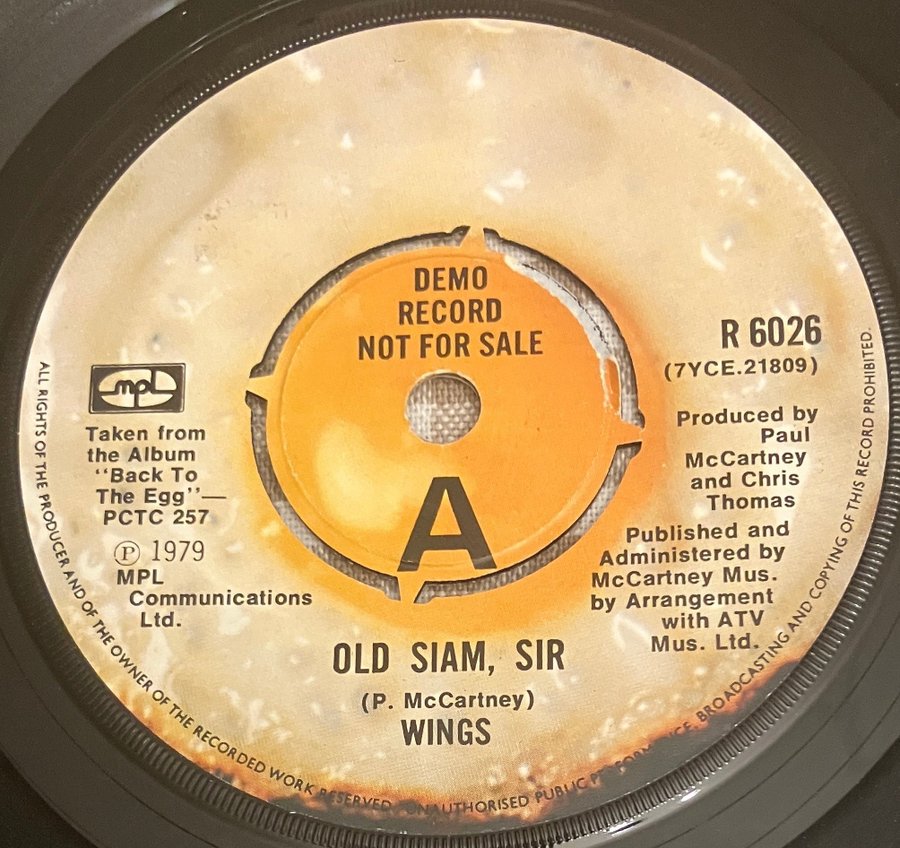 DEMO
RECORD
NOT FOR SALE
R 6026
(7YCE.21809)
mpl
Taken from
the Album
"Back To
The Egg"—
PCTC 257
Ⓟ 1979
MPL
Communications
Ltd.
Produced by
Paul
McCartney
and Chris
Thomas
Published and
Administered by
McCartney Mus.
by Arrangement
with ATV
Mus. Ltd.
A
OLD SIAM, SIR
(P. McCartney)
WINGS
ALL RIGHTS OF THE PRODUCER AND OF THE OWNER OF THE RECORDED WORK RESERVED. UNAUTHORISED PUBLIC PERFORMANCE, BROADCASTING AND COPYING OF THIS RECORD PROHIBITED.